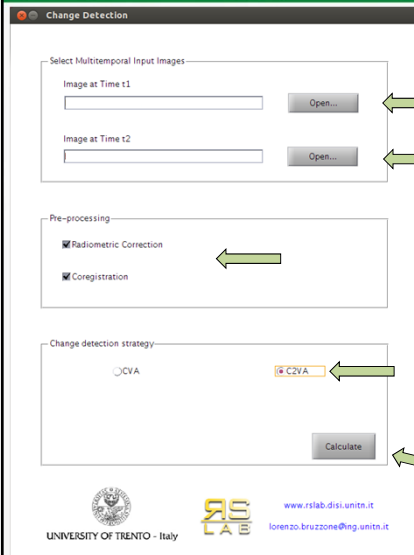 Change Detection
Select Multitemporal Input Images
Image at Time t1
Open...
Image at Time t2
Open...
Pre-processing
Radiometric Correction
Coregistration
Change detection strategy
CVA
C2VA
Calculate
UNIVERSITY OF TRENTO - Italy
RS
LAB
www.rslab.disi.unitn.it
lorenzo.bruzzone@ing.unitn.it